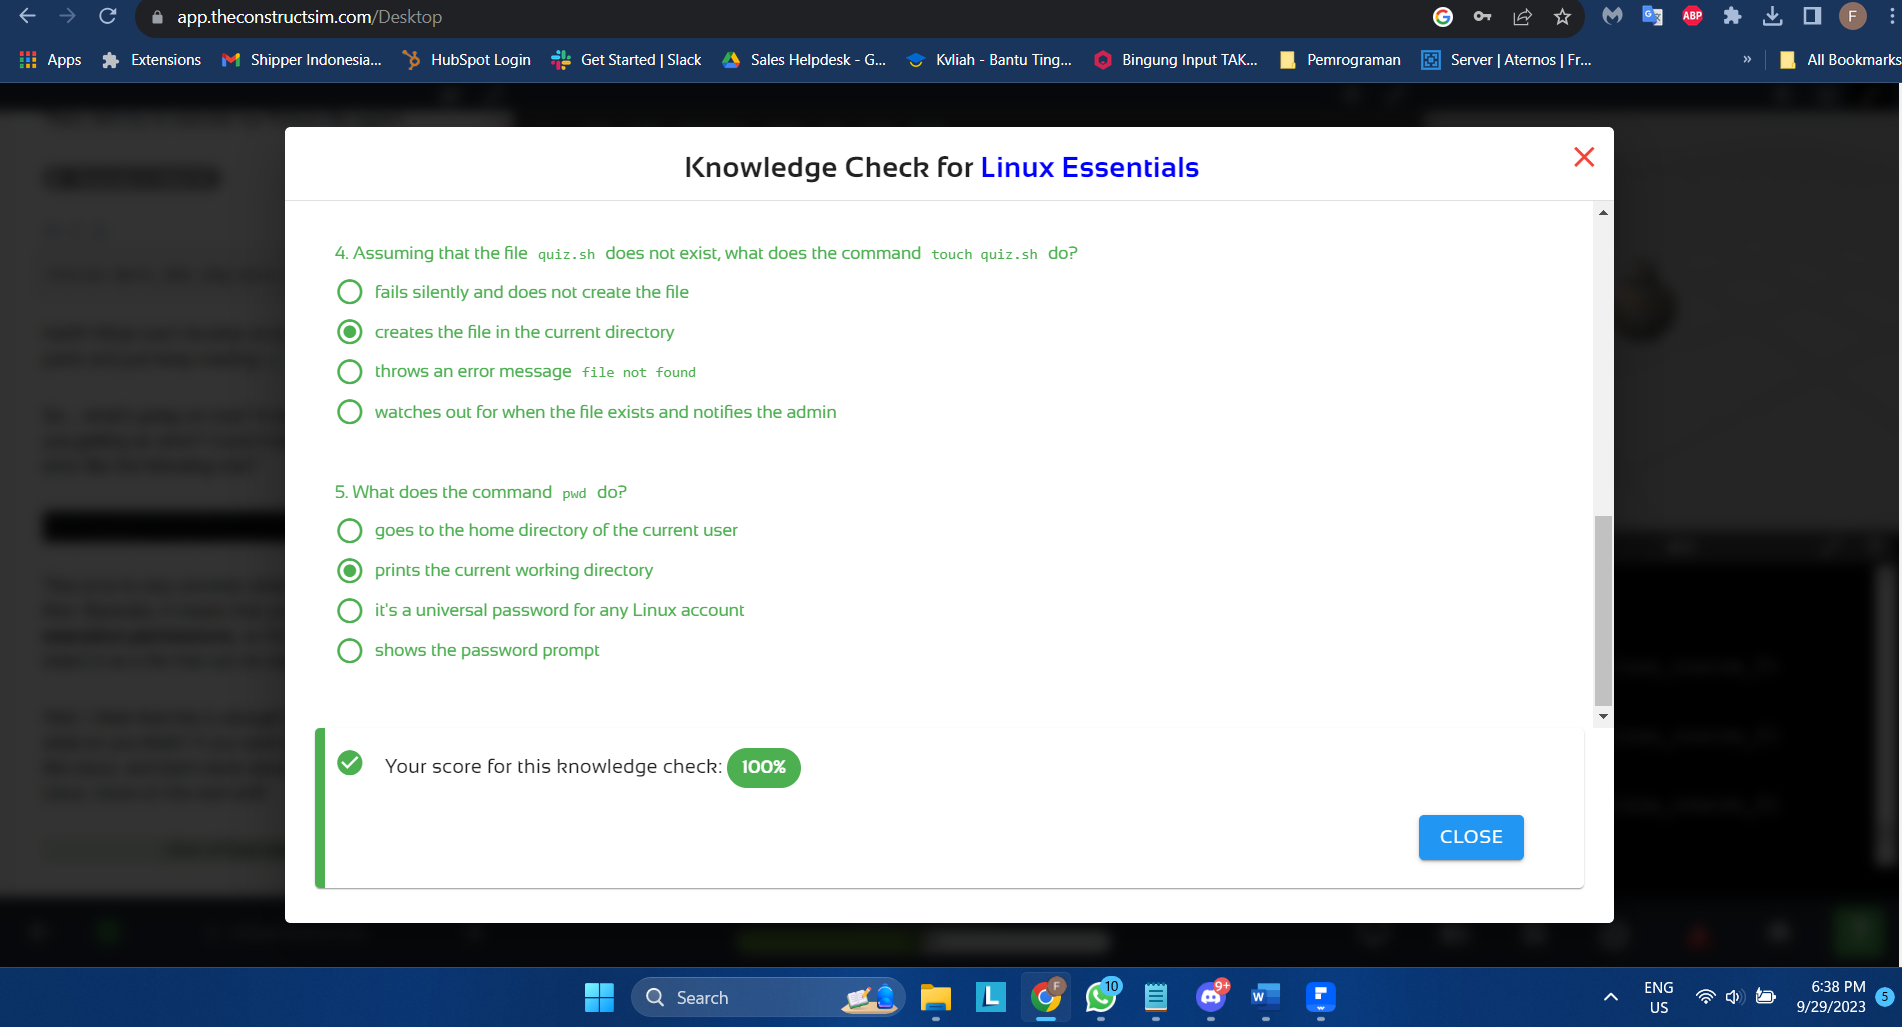 app.theconstructsim.com/Desktop
ABP
F
Apps
Extensions
Shipper Indonesia...
HubSpot Login
Get Started | Slack
Sales Helpdesk - G...
Kvliah - Bantu Ting...
Bingung Input TAK...
Pemrograman
Server | Aternos | Fr...
»
All Bookmarks
Knowledge Check for Linux Essentials
4. Assuming that the file quiz.sh does not exist, what does the command touch quiz.sh do?
fails silently and does not create the file
creates the file in the current directory
throws an error message file not found
watches out for when the file exists and notifies the admin
5. What does the command pwd do?
goes to the home directory of the current user
prints the current working directory
it's a universal password for any Linux account
shows the password prompt
Your score for this knowledge check: 100%
CLOSE
Search
L
F
10
9+
W
ENG
US
6:38 PM
9/29/2023
5